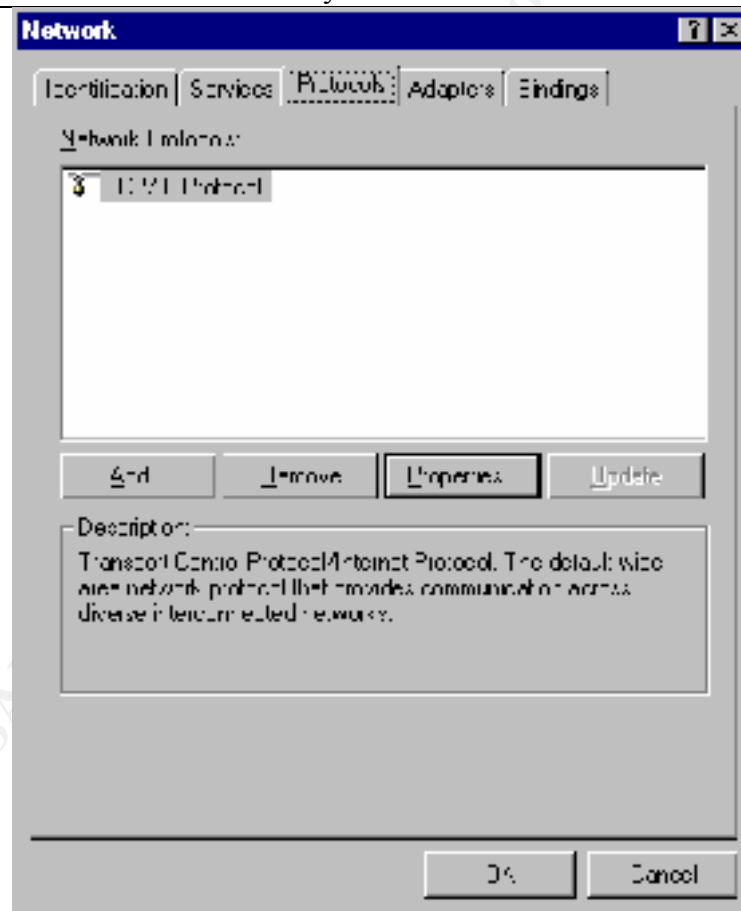 Network
Identification Services Protocols Adapters Bindings
Network Protocols:
TCP/IP Protocol
Add... Remove Properties... Update
Description:
Transport Control Protocol/Internet Protocol. The default wide
area network protocol that provides communication across
diverse interconnected networks.
OK Cancel